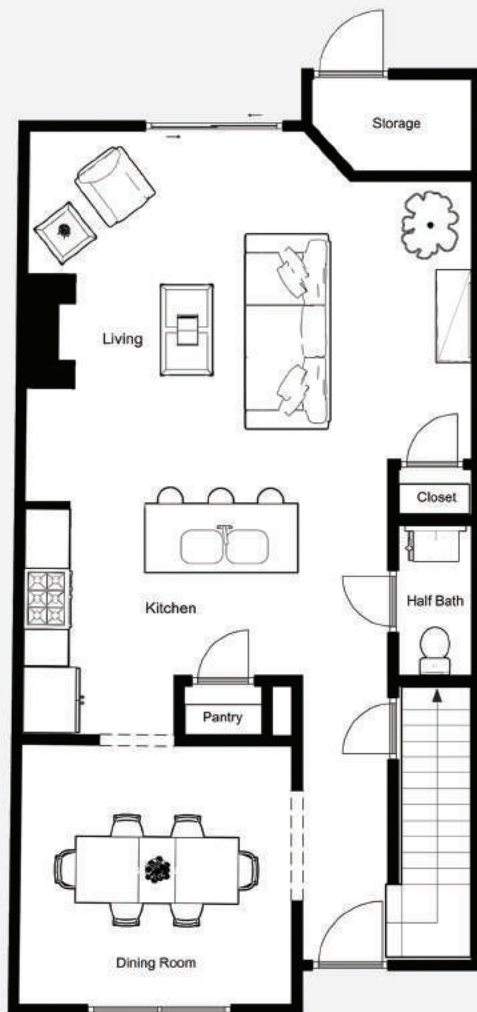 Storage
Living
Closet
Half Bath
Kitchen
Pantry
Dining Room